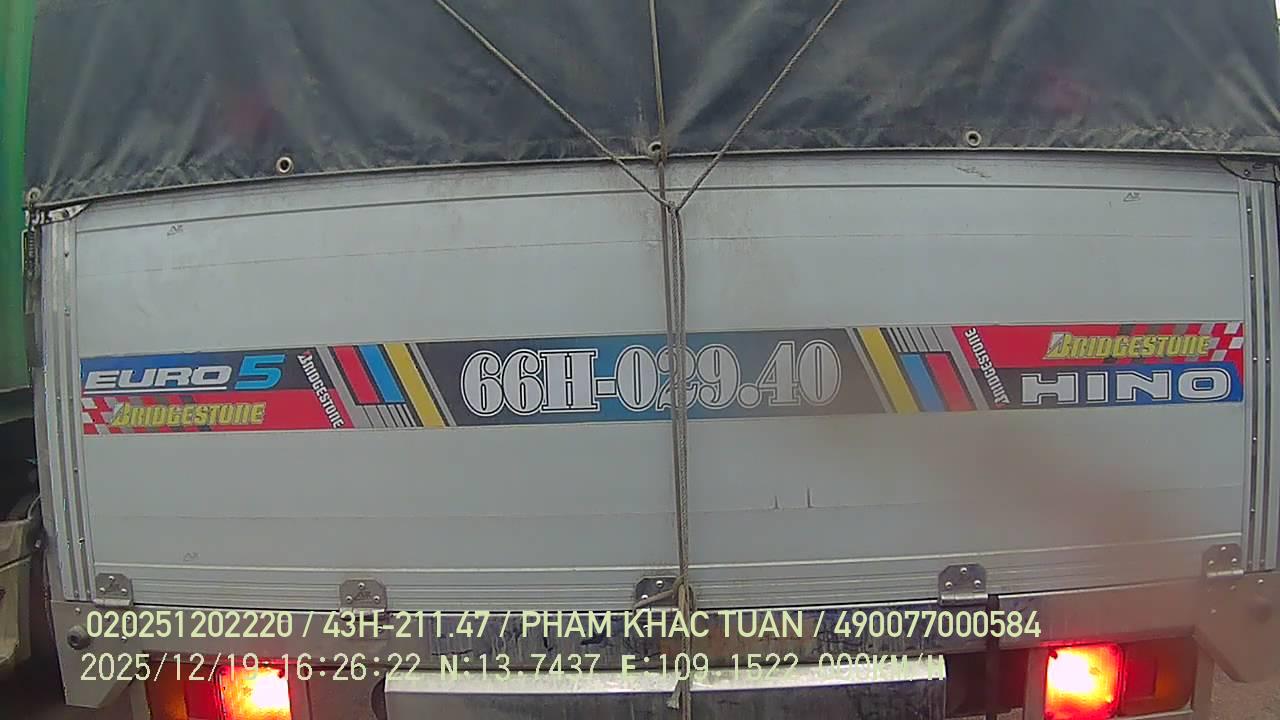 EURO 5
BRIDGESTONE
BRIDGESTONE
66H-029.40
BRIDGESTONE
BRIDGESTONE
HINO
020251202220 / 43H-211.47 / PHAM KHAC TUAN / 490077000584
2025/12/19 16:26:22 N:13.7437 E:109.1522 000KM/H